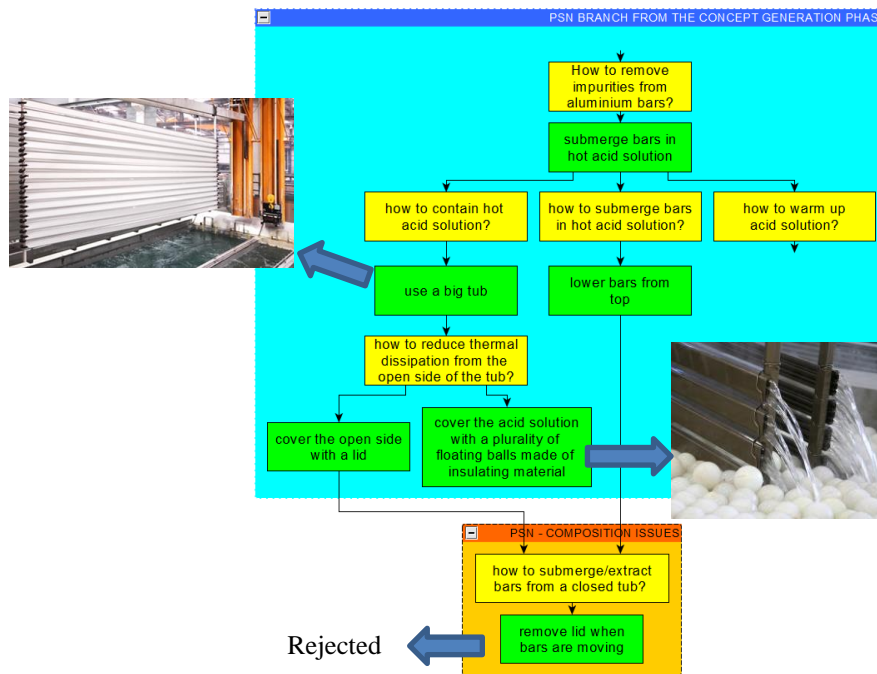 PSN BRANCH FROM THE CONCEPT GENERATION PHAS
How to remove
impurities from
aluminium bars?
submerge bars in
hot acid solution
how to contain hot
acid solution?
how to submerge bars
in hot acid solution?
how to warm up
acid solution?
use a big tub
lower bars from
top
how to reduce thermal
dissipation from the
open side of the tub?
cover the open side
with a lid
cover the acid solution
with a plurality of
floating balls made of
insulating material
PSN - COMPOSITION ISSUES
how to submerge/extract
bars from a closed tub?
remove lid when
bars are moving
Rejected